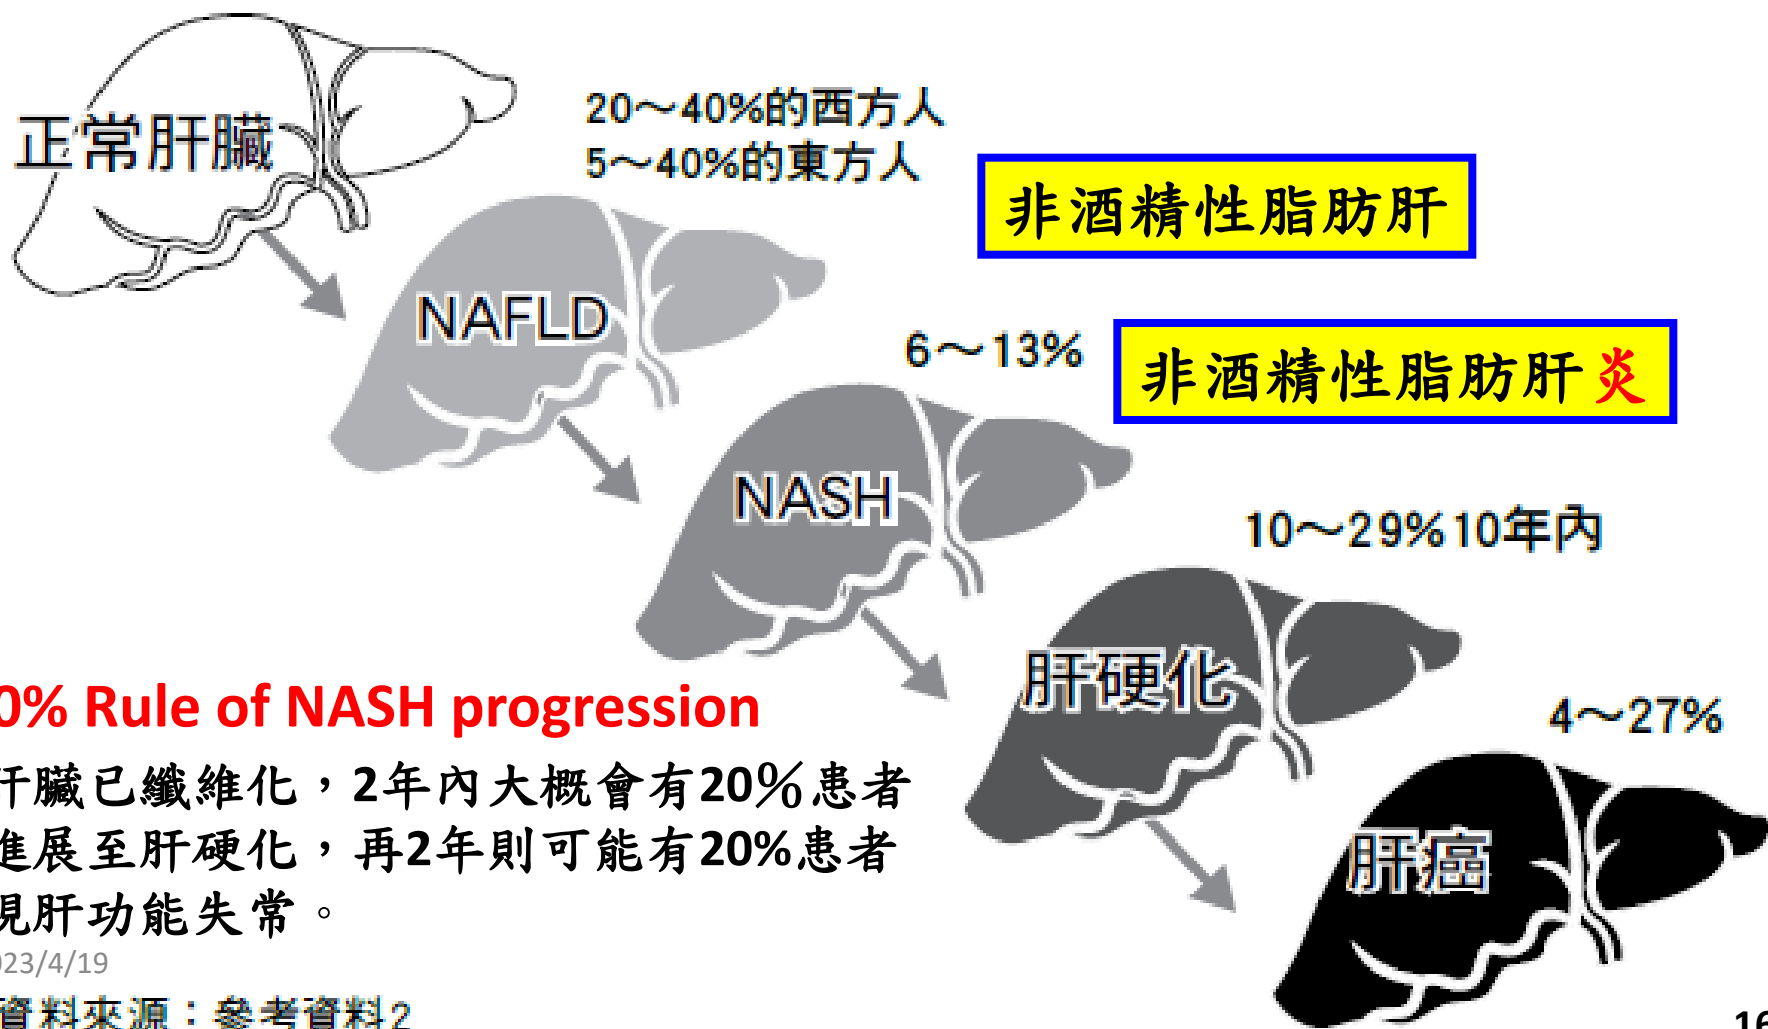 正常肝臟
20～40%的西方人
5～40%的東方人
非酒精性脂肪肝
NAFLD
6～13%
非酒精性脂肪肝炎
NASH
10～29%10年內
肝硬化
4～27%
肝癌
0% Rule of NASH progression
肝臟已纖維化，2年內大概會有20%患者
進展至肝硬化，再2年則可能有20%患者
現肝功能失常。
023/4/19
資料來源：參考資料2
16